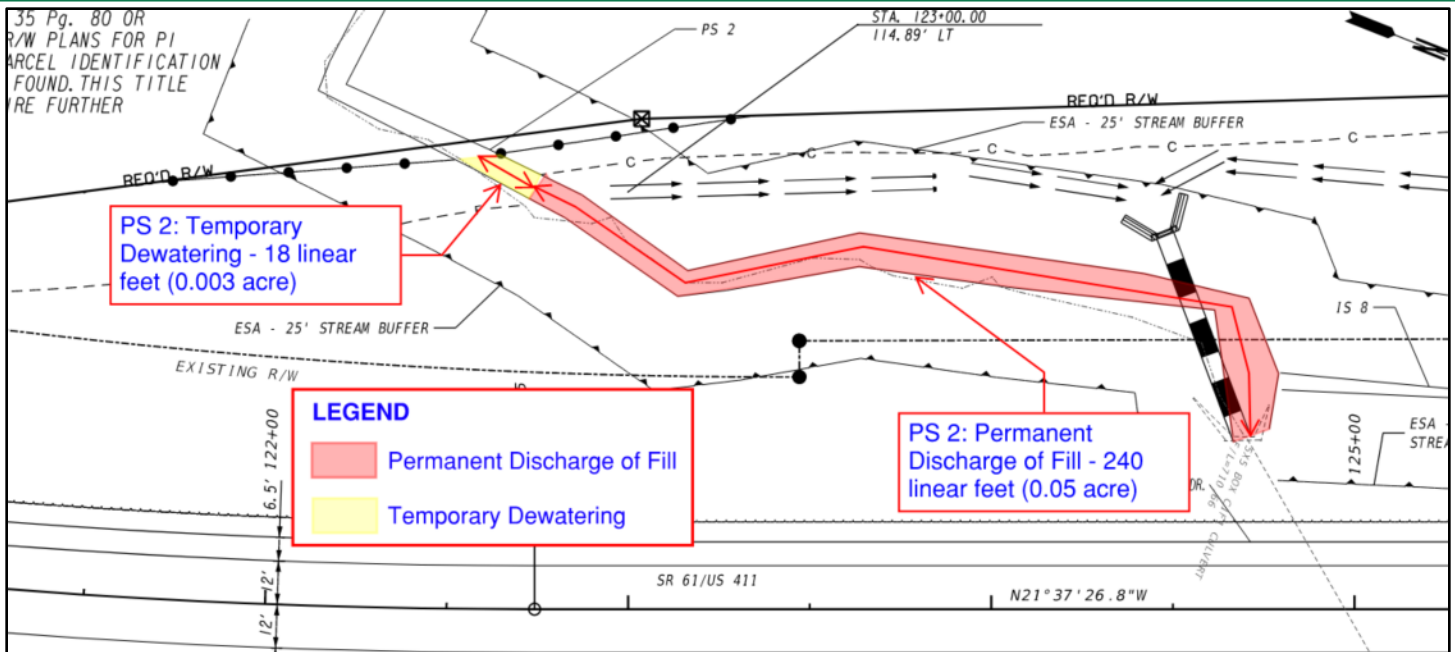 35 Pg. 80 OR
R/W PLANS FOR PI
ARCEL IDENTIFICATION
FOUND. THIS TITLE
IRE FURTHER
PS 2
STA. 123+00.00
114.89' LT
REQ'D R/W
REQ'D R/W
ESA - 25' STREAM BUFFER
C
C
C
C
PS 2: Temporary
Dewatering - 18 linear
feet (0.003 acre)
ESA - 25' STREAM BUFFER
EXISTING R/W
IS 8
LEGEND
Permanent Discharge of Fill
Temporary Dewatering
PS 2: Permanent
Discharge of Fill - 240
linear feet (0.05 acre)
DR.
5X5 BOX CULVERT
125+00
ESA -
STREA
122+00
6.5'
12'
12'
SR 61/US 411
N21°37'26.8"W